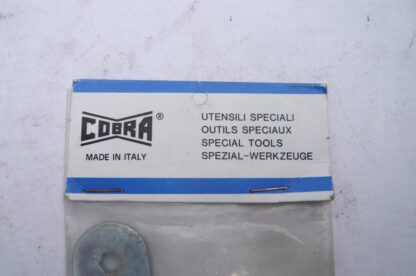 COBRA®
MADE IN ITALY
UTENSILI SPECIALI
OUTILS SPECIAUX
SPECIAL TOOLS
SPEZIAL-WERKZEUGE